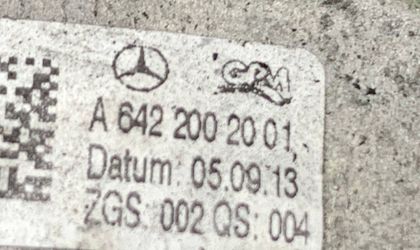 GPM
A 642 200 20 01
Datum: 05.09.13
ZGS: 002 QS: 004